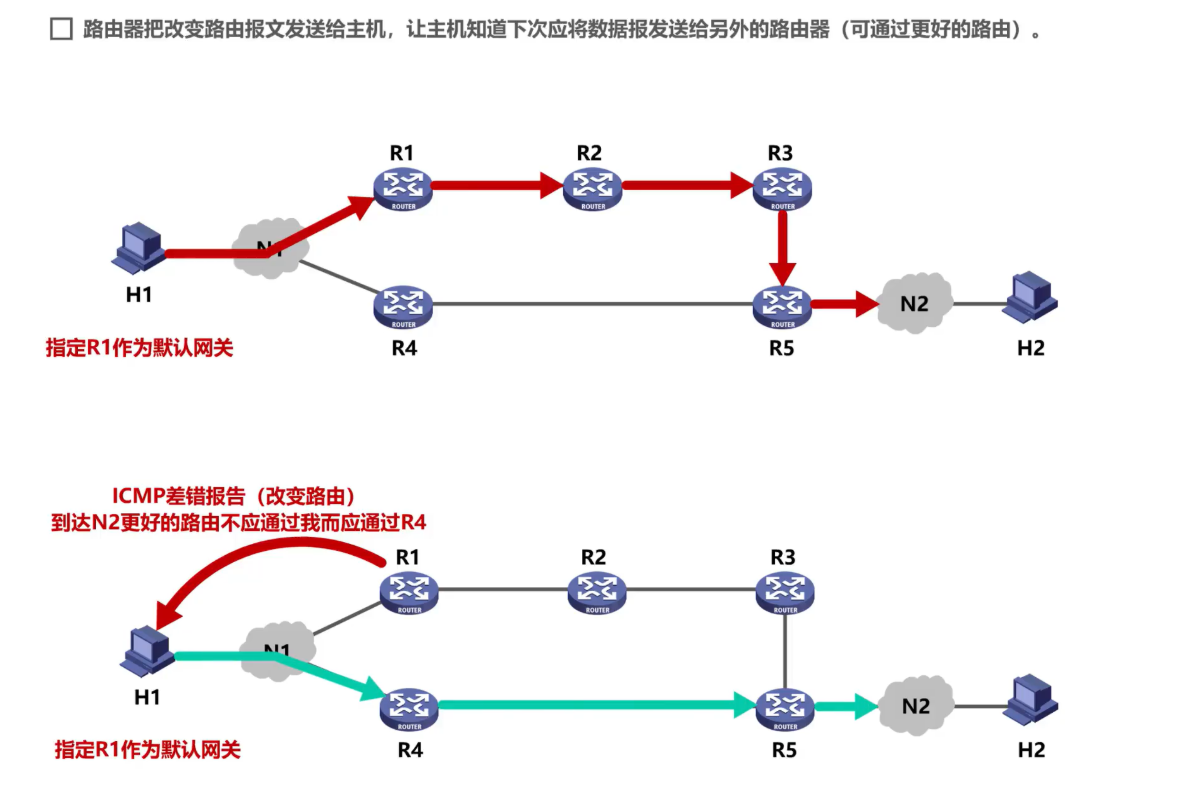 路由器把改变路由报文发送给主机，让主机知道下次应将数据报发送给另外的路由器（可通过更好的路由）。
R1
R2
R3
ROUTER
ROUTER
ROUTER
N1
H1
ROUTER
ROUTER
N2
R4
R5
H2
指定R1作为默认网关
ICMP差错报告（改变路由）
到达N2更好的路由不应通过我而应通过R4
R1
R2
R3
ROUTER
ROUTER
ROUTER
N1
H1
ROUTER
ROUTER
N2
R4
R5
H2
指定R1作为默认网关